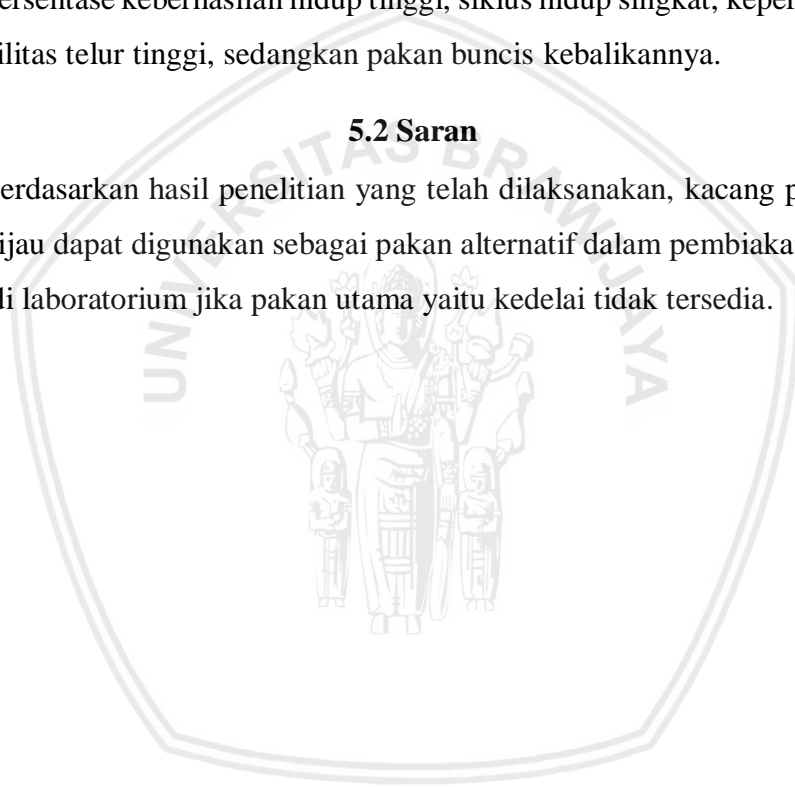 ersentase keberhasilan hidup tinggi, siklus hidup singkat, keper
ilitas telur tinggi, sedangkan pakan buncis kebalikannya.
5.2 Saran
erdasarkan hasil penelitian yang telah dilaksanakan, kacang p
ijau dapat digunakan sebagai pakan alternatif dalam pembiaka
i laboratorium jika pakan utama yaitu kedelai tidak tersedia.
UNIVERSITAS BRAWIJAYA